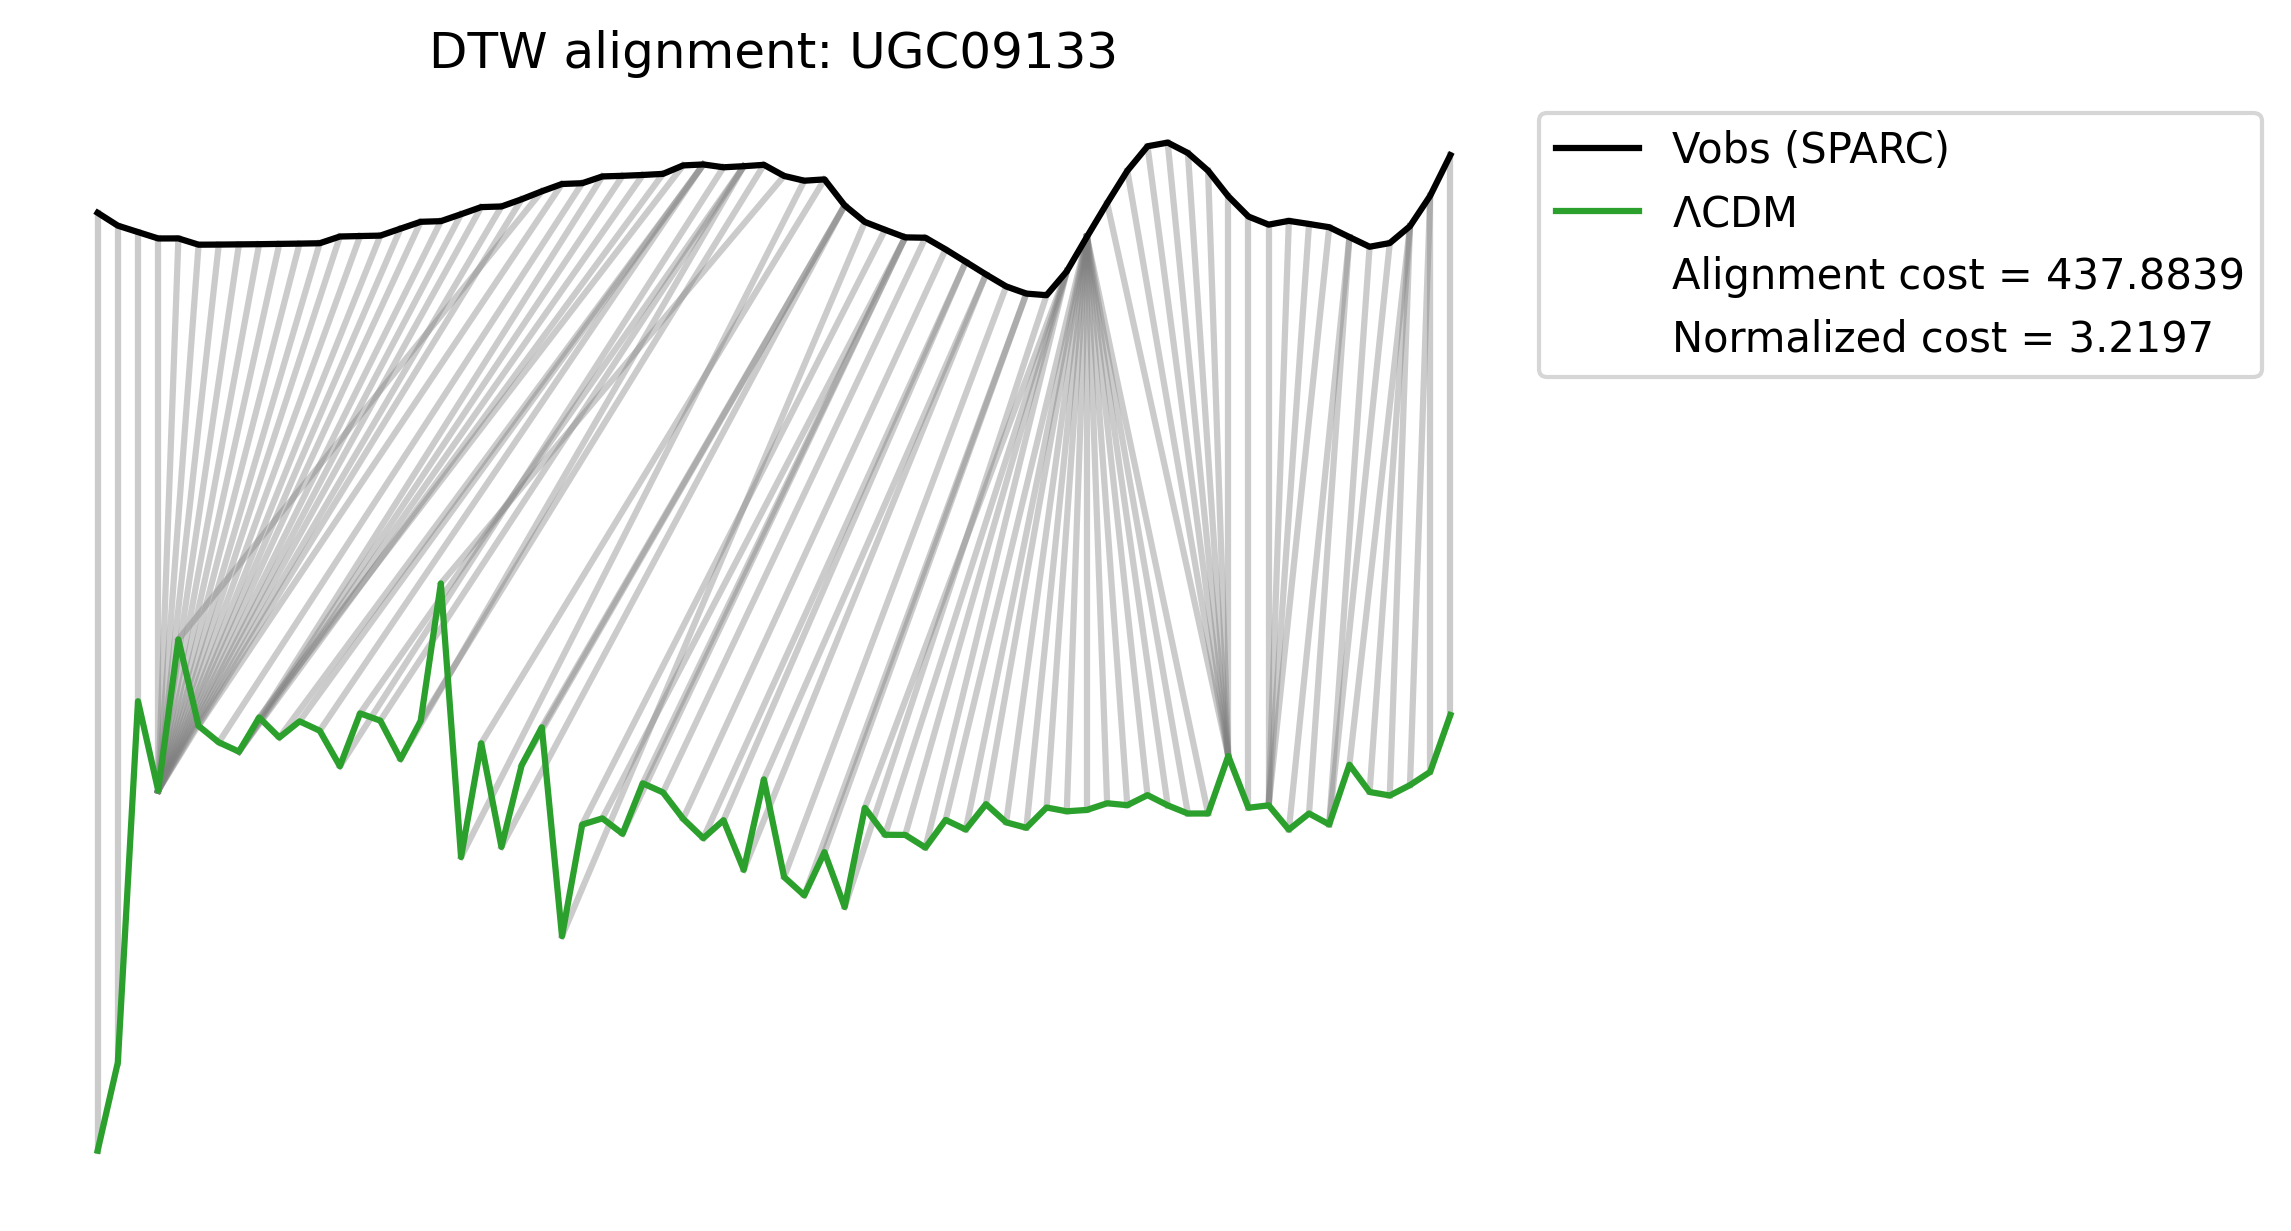 DTW alignment: UGC09133
Vobs (SPARC)
ΛCDM
Alignment cost = 437.8839
Normalized cost = 3.2197